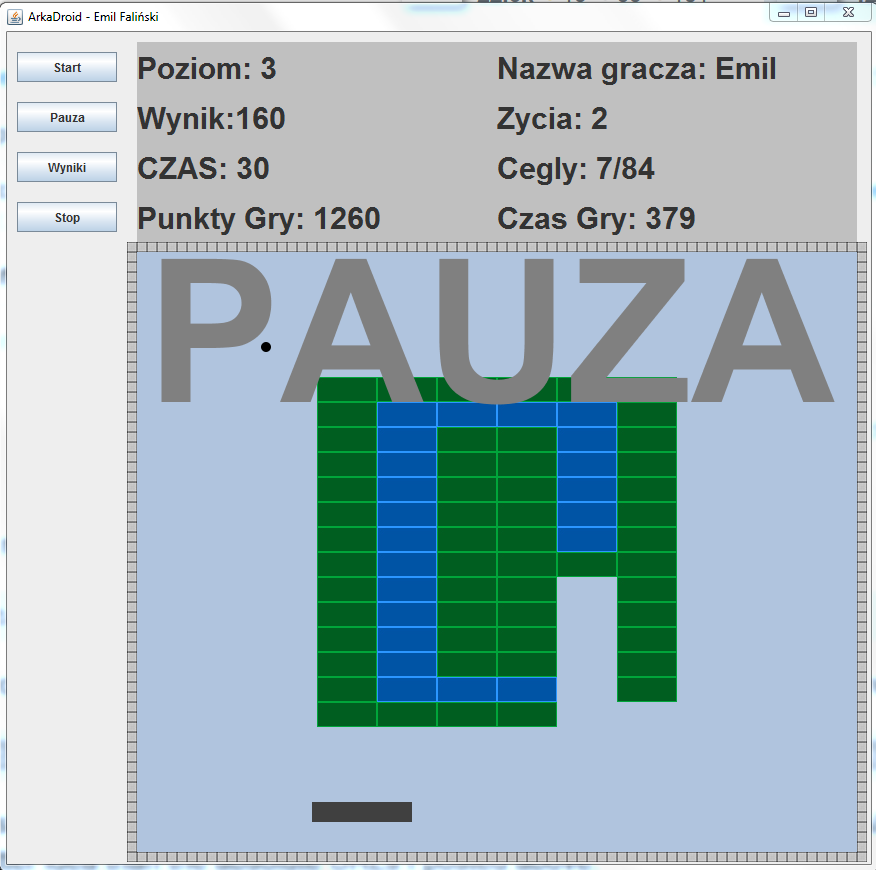 ArkaDroid - Emil Faliński
Start
Pauza
Wyniki
Stop
Poziom: 3
Nazwa gracza: Emil
Wynik:160
Zycia: 2
CZAS: 30
Cegly: 7/84
Punkty Gry: 1260
Czas Gry: 379
PAUZA